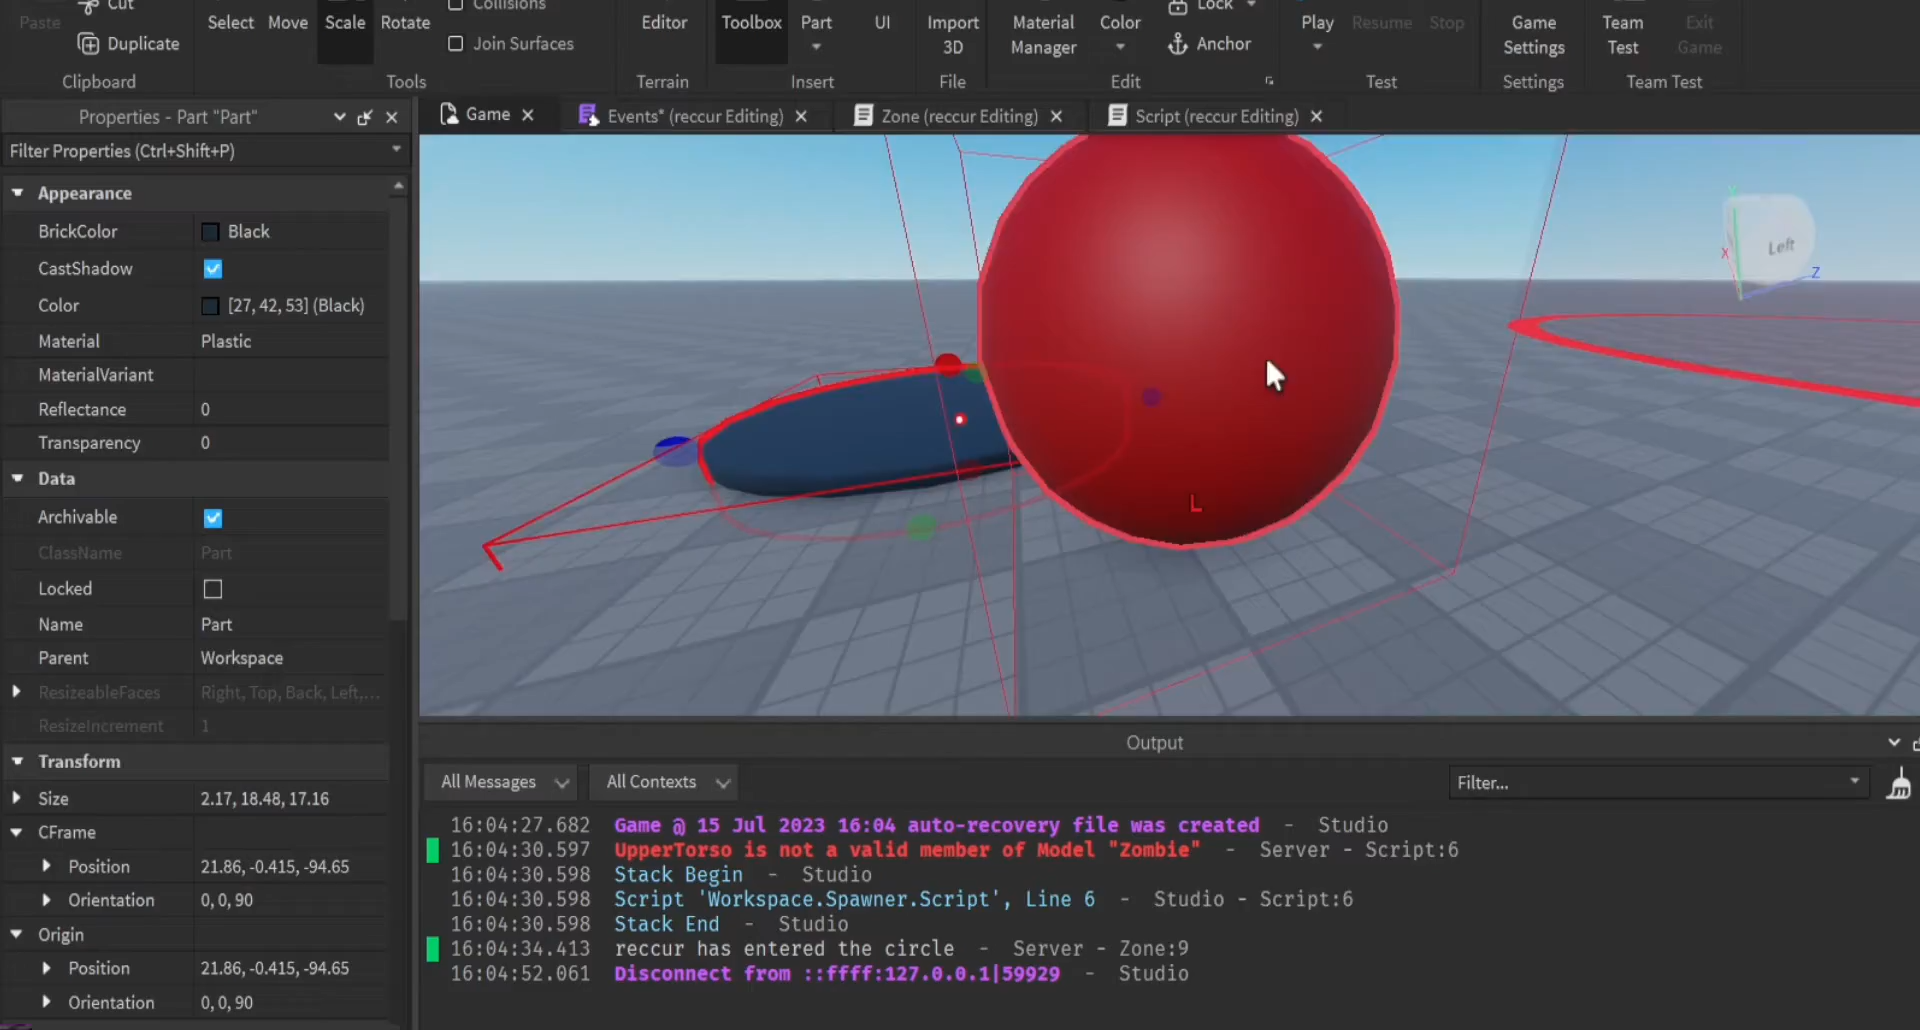 Paste
Cut
Duplicate
Clipboard
Select
Move
Scale
Rotate
Collisions
Join Surfaces
Tools
Editor
Terrain
Toolbox
Part
UI
Insert
Import
3D
File
Material
Manager
Color
Lock
Anchor
Edit
Play
Resume
Stop
Test
Game
Settings
Settings
Team
Test
Exit
Game
Team Test
Properties - Part "Part"
Game
Events* (reccur Editing)
Zone (reccur Editing)
Script (reccur Editing)
Filter Properties (Ctrl+Shift+P)
Appearance
BrickColor Black
CastShadow
Color [27, 42, 53] (Black)
Material Plastic
MaterialVariant
Reflectance 0
Transparency 0
Data
Archivable
ClassName Part
Locked
Name Part
Parent Workspace
ResizeableFaces Right, Top, Back, Left,...
ResizeIncrement 1
Transform
Size 2.17, 18.48, 17.16
CFrame
Position 21.86, -0.415, -94.65
Orientation 0, 0, 90
Origin
Position 21.86, -0.415, -94.65
Orientation 0, 0, 90
Y
X
Left
Z
L
Output
All Messages
All Contexts
Filter...
16:04:27.682 Game @ 15 Jul 2023 16:04 auto-recovery file was created - Studio
16:04:30.597 UpperTorso is not a valid member of Model "Zombie" - Server - Script:6
16:04:30.598 Stack Begin - Studio
16:04:30.598 Script 'Workspace.Spawner.Script', Line 6 - Studio - Script:6
16:04:30.598 Stack End - Studio
16:04:34.413 reccur has entered the circle - Server - Zone:9
16:04:52.061 Disconnect from ::ffff:127.0.0.1|59929 - Studio